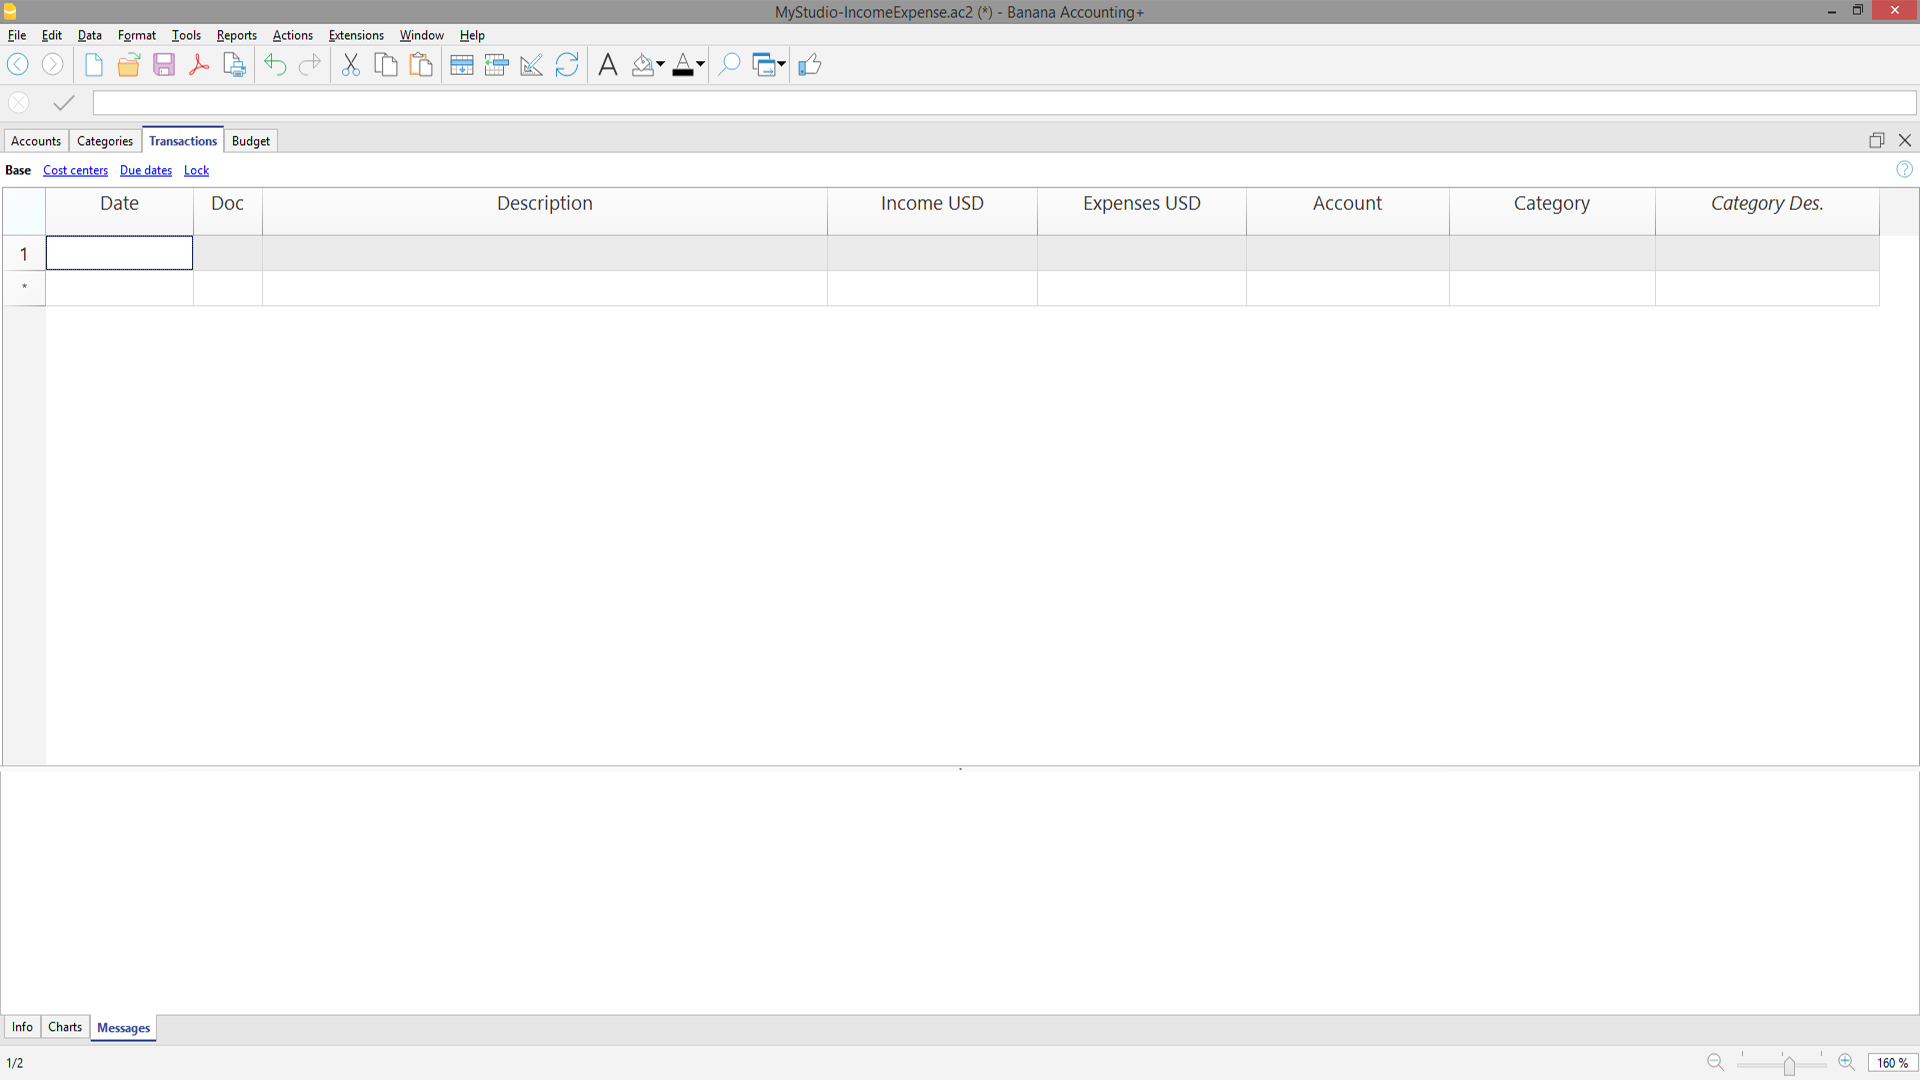 MyStudio-IncomeExpense.ac2 (*) - Banana Accounting+
File Edit Data Format Tools Reports Actions Extensions Window Help
Accounts Categories Transactions Budget
Base Cost centers Due dates Lock
Date Doc Description Income USD Expenses USD Account Category Category Des.
1
*
Info Charts Messages
1/2 160 %